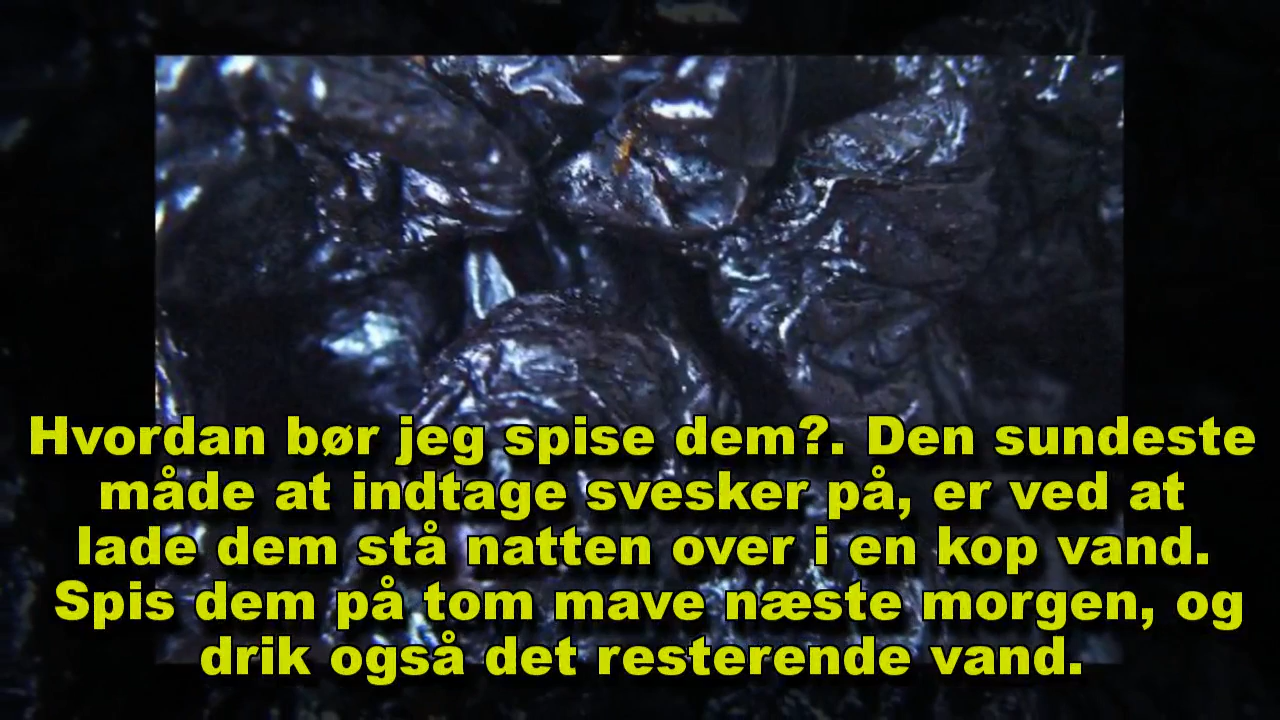 Hvordan bør jeg spise dem?. Den sundeste
måde at indtage svesker på, er ved at
lade dem stå natten over i en kop vand.
Spis dem på tom mave næste morgen, og
drik også det resterende vand.